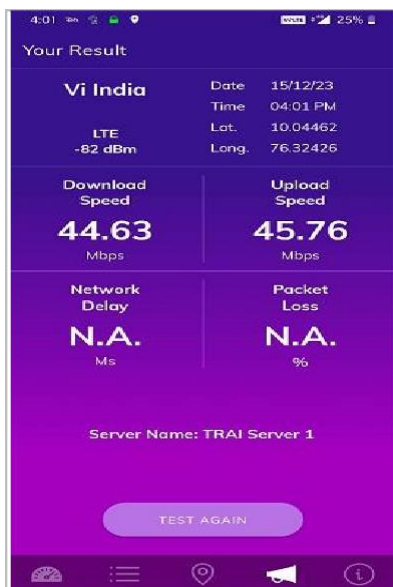 4:01
25%
Your Result
Vi India
LTE
-82 dBm
Date 15/12/23
Time 04:01 PM
Lat. 10.04462
Long. 76.32426
Download
Speed
44.63
Mbps
Upload
Speed
45.76
Mbps
Network
Delay
N.A.
Ms
Packet
Loss
N.A.
%
Server Name: TRAI Server 1
TEST AGAIN